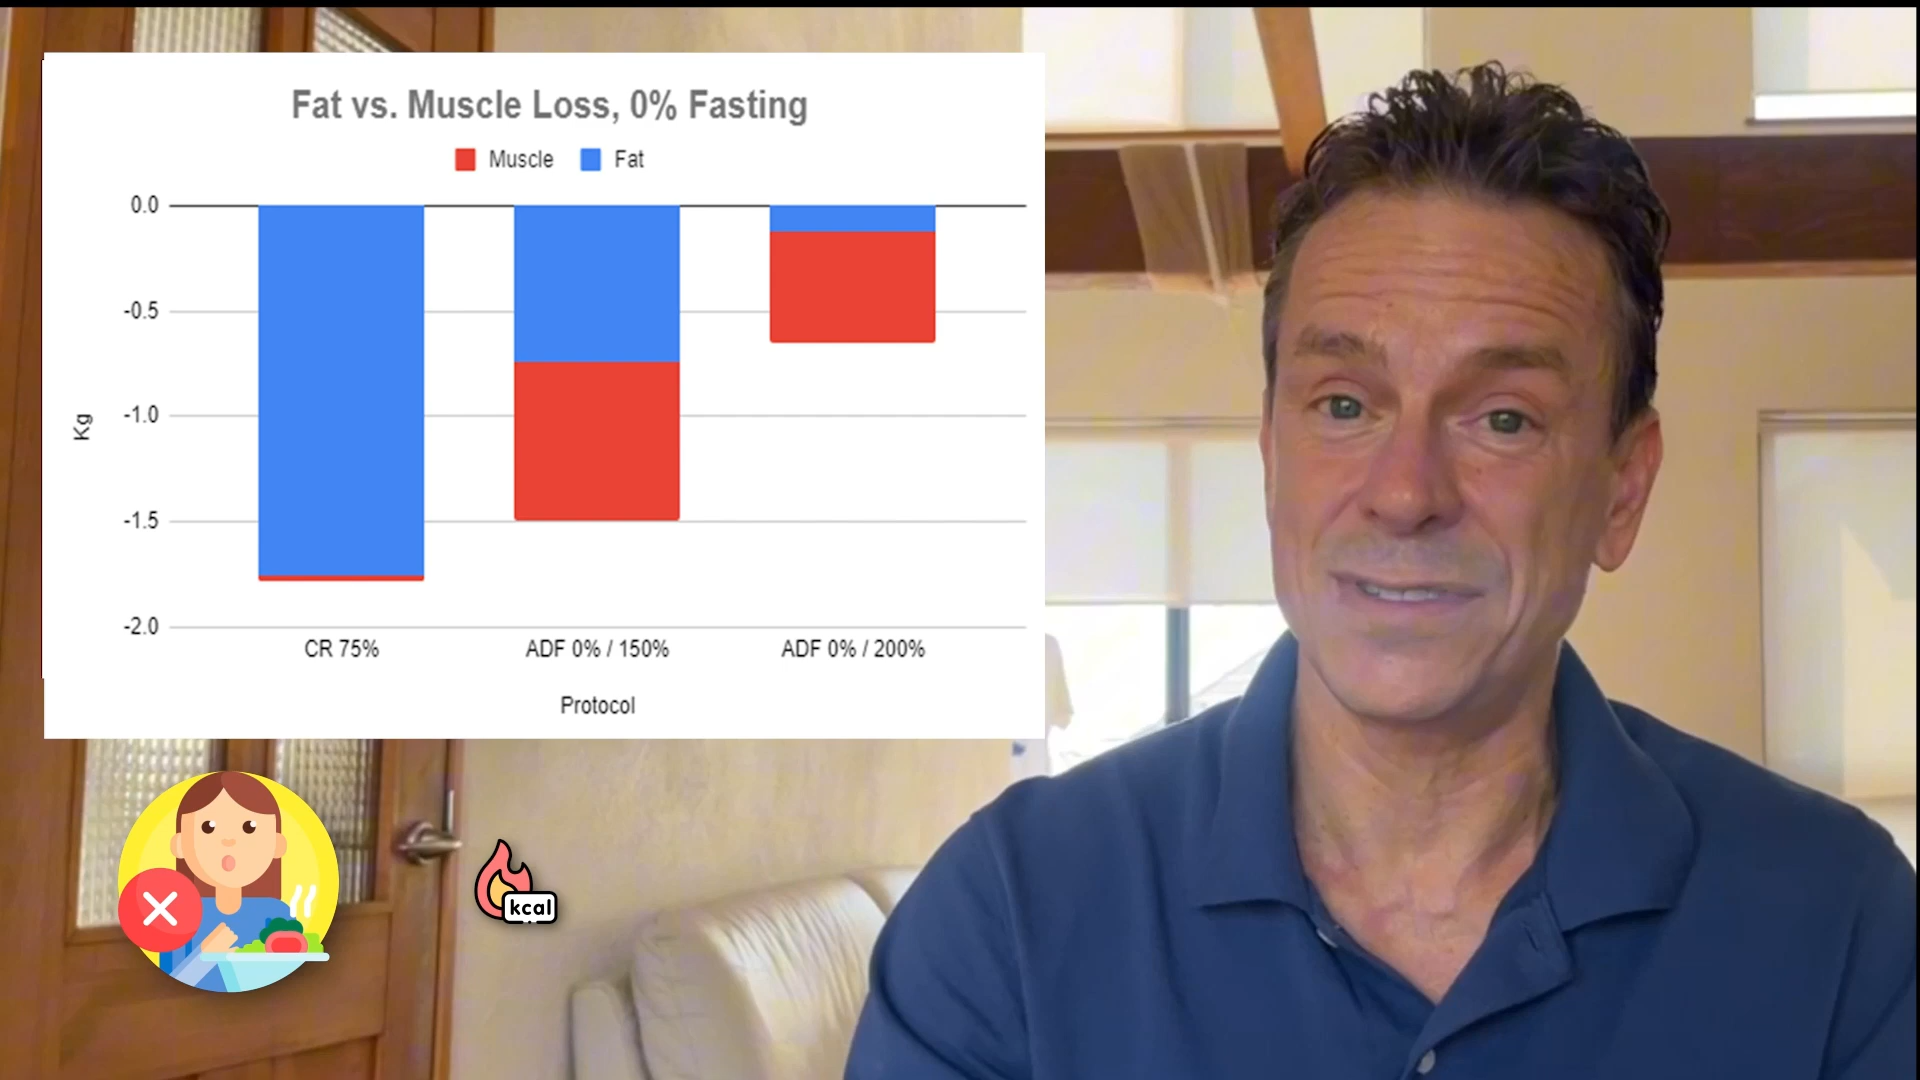 Fat vs. Muscle Loss, 0% Fasting
Muscle Fat
0.0
-0.5
-1.0
-1.5
-2.0
Kg
CR 75% ADF 0% / 150% ADF 0% / 200%
Protocol
kcal